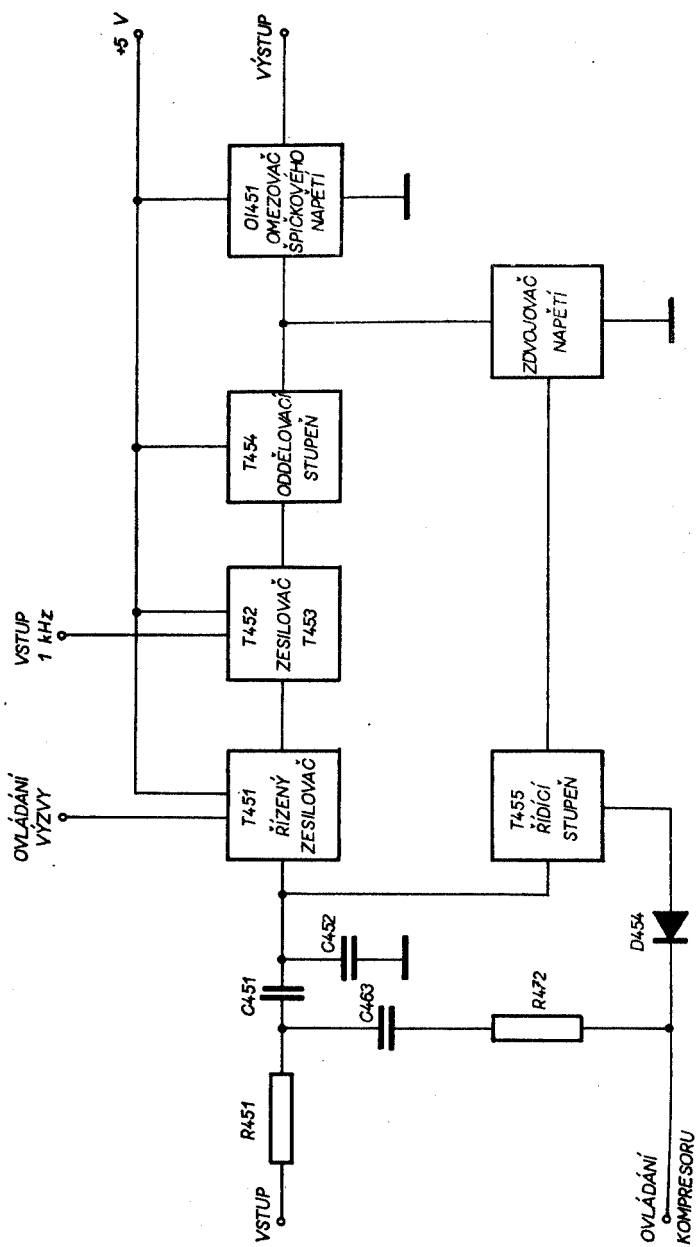 +5 V
VSTUP
1 kHz
OVLÁDÁNÍ
VÝZVY
VSTUP
R451
C451
C452
T451
ŘÍZENÝ
ZESILOVAČ
T452
ZESILOVAČ
T453
T454
ODDĚLOVACÍ
STUPEŇ
OI451
OMEZOVAČ
ŠPIČKOVÉHO
NAPĚTÍ
VÝSTUP
C463
R472
D454
T455
ŘÍDÍCÍ
STUPEŇ
ZDVOJOVAČ
NAPĚTÍ
OVLÁDÁNÍ
KOMPRESORU